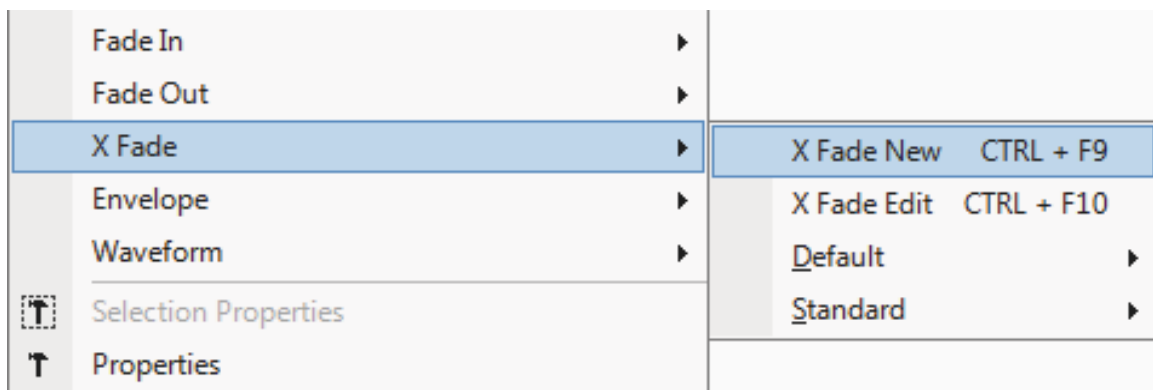 Fade In
Fade Out
X Fade
X Fade New CTRL + F9
Envelope
X Fade Edit CTRL + F10
Waveform
Default
Selection Properties
Standard
Properties